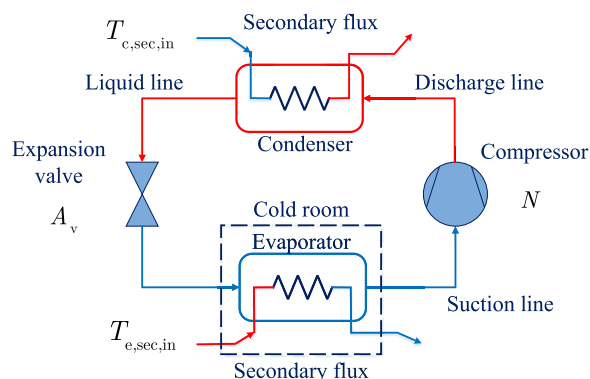 Secondary flux
T_c,sec,in
Liquid line
Discharge line
Condenser
Expansion
valve
Compressor
A_v
N
Cold room
Evaporator
Suction line
T_e,sec,in
Secondary flux